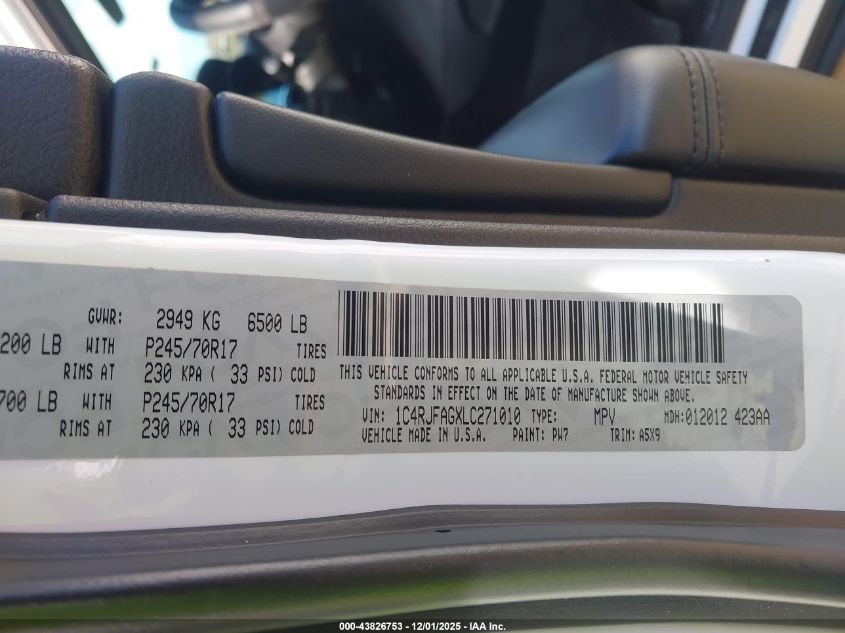 GVWR: 2949 KG 6500 LB
200 LB WITH P245/70R17 TIRES
RIMS AT 230 KPA ( 33 PSI) COLD
700 LB WITH P245/70R17 TIRES
RIMS AT 230 KPA ( 33 PSI) COLD
THIS VEHICLE CONFORMS TO ALL APPLICABLE U.S.A. FEDERAL MOTOR VEHICLE SAFETY
STANDARDS IN EFFECT ON THE DATE OF MANUFACTURE SHOWN ABOVE.
VIN: 1C4RJFAGXLC271010 TYPE: MPV MDH:012012 423AA
VEHICLE MADE IN U.S.A. PAINT: PW7 TRIM: A5X9
000-43826753 - 12/01/2025 - IAA Inc.